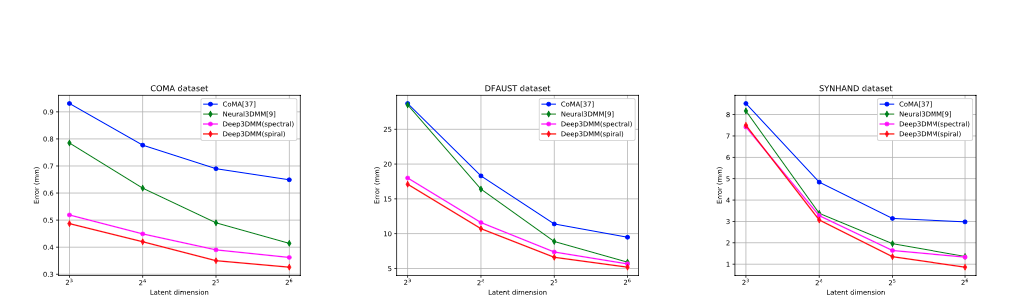 COMA dataset
CoMA[37]
Neural3DMM[9]
Deep3DMM(spectral)
Deep3DMM(spiral)
0.9
0.8
0.7
0.6
0.5
0.4
0.3
Error (mm)
2³ 2⁴ 2⁵ 2⁶
Latent dimension
DFAUST dataset
CoMA[37]
Neural3DMM[9]
Deep3DMM(spectral)
Deep3DMM(spiral)
25
20
15
10
5
Error (mm)
2³ 2⁴ 2⁵ 2⁶
Latent dimension
SYNHAND dataset
CoMA[37]
Neural3DMM[9]
Deep3DMM(spectral)
Deep3DMM(spiral)
8
7
6
5
4
3
2
1
Error (mm)
2³ 2⁴ 2⁵ 2⁶
Latent dimension